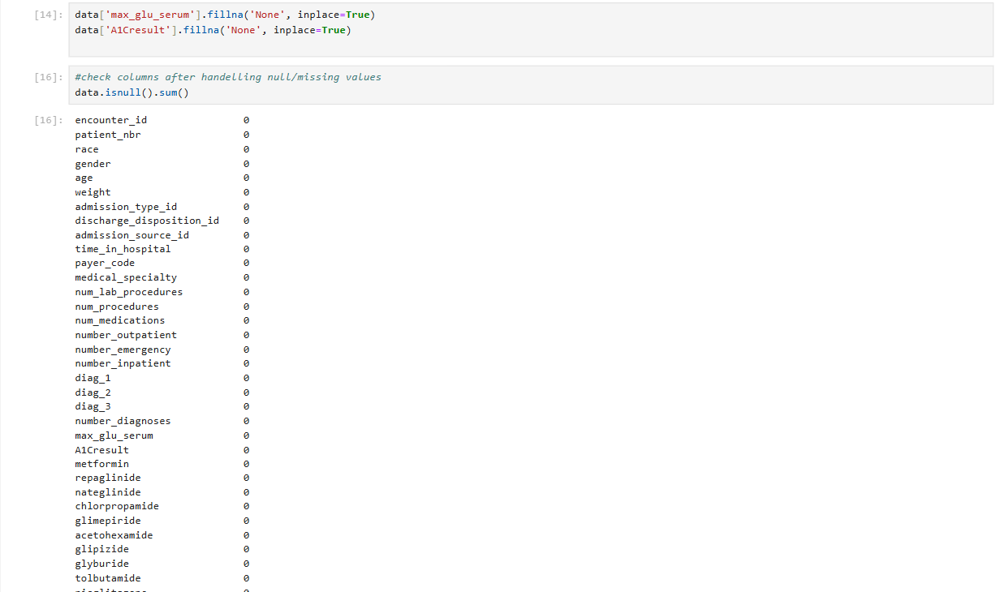 [14]: data['max_glu_serum'].fillna('None', inplace=True)
data['A1Cresult'].fillna('None', inplace=True)
[16]: #check columns after handelling null/missing values
data.isnull().sum()
[16]: encounter_id 0
patient_nbr 0
race 0
gender 0
age 0
weight 0
admission_type_id 0
discharge_disposition_id 0
admission_source_id 0
time_in_hospital 0
payer_code 0
medical_specialty 0
num_lab_procedures 0
num_procedures 0
num_medications 0
number_outpatient 0
number_emergency 0
number_inpatient 0
diag_1 0
diag_2 0
diag_3 0
number_diagnoses 0
max_glu_serum 0
A1Cresult 0
metformin 0
repaglinide 0
nateglinide 0
chlorpropamide 0
glimepiride 0
acetohexamide 0
glipizide 0
glyburide 0
tolbutamide 0